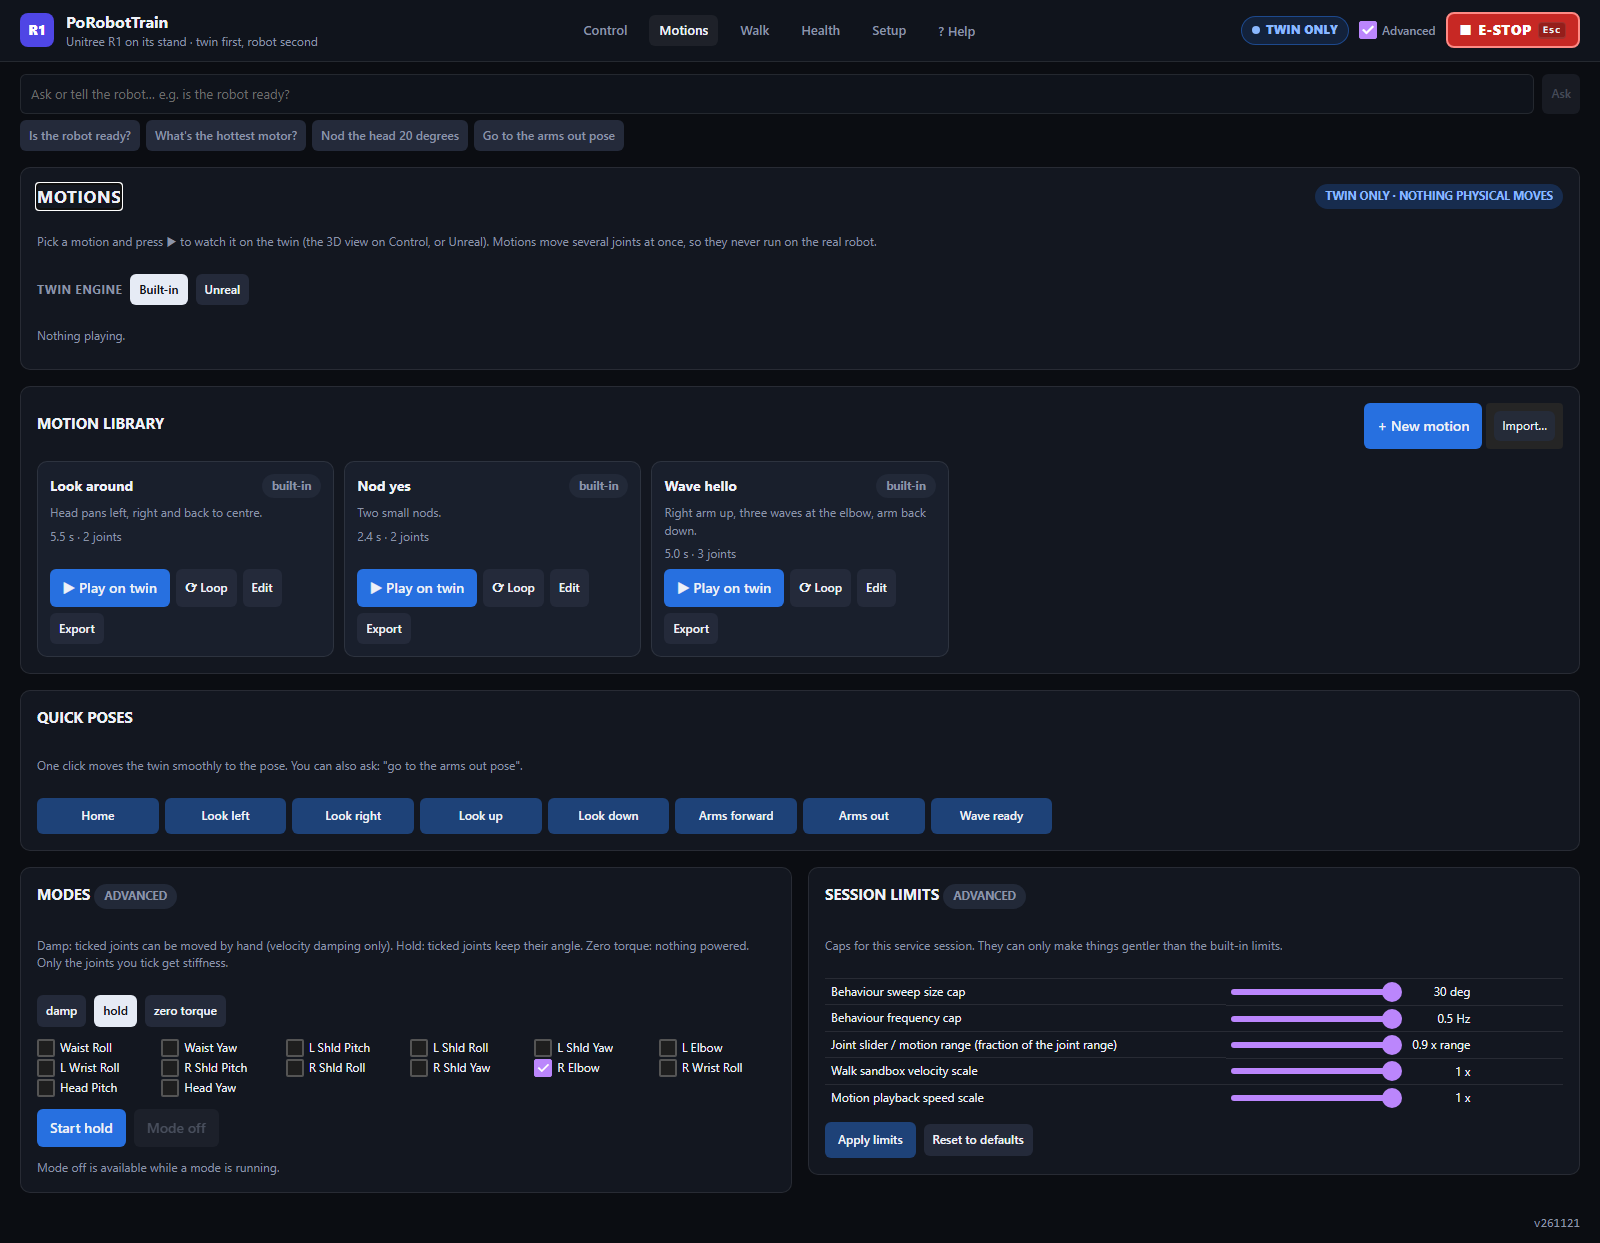 R1
PoRobotTrain
Unitree R1 on its stand · twin first, robot second
Control
Motions
Walk
Health
Setup
? Help
TWIN ONLY
Advanced
E-STOP Esc
Ask or tell the robot... e.g. is the robot ready?
Ask
Is the robot ready?
What's the hottest motor?
Nod the head 20 degrees
Go to the arms out pose
MOTIONS
TWIN ONLY · NOTHING PHYSICAL MOVES
Pick a motion and press ▶ to watch it on the twin (the 3D view on Control, or Unreal). Motions move several joints at once, so they never run on the real robot.
TWIN ENGINE
Built-in
Unreal
Nothing playing.
MOTION LIBRARY
+ New motion
Import...
Look around
built-in
Head pans left, right and back to centre.
5.5 s · 2 joints
▶ Play on twin
⟳ Loop
Edit
Export
Nod yes
built-in
Two small nods.
2.4 s · 2 joints
▶ Play on twin
⟳ Loop
Edit
Export
Wave hello
built-in
Right arm up, three waves at the elbow, arm back
down.
5.0 s · 3 joints
▶ Play on twin
⟳ Loop
Edit
Export
QUICK POSES
One click moves the twin smoothly to the pose. You can also ask: "go to the arms out pose".
Home
Look left
Look right
Look up
Look down
Arms forward
Arms out
Wave ready
MODES ADVANCED
Damp: ticked joints can be moved by hand (velocity damping only). Hold: ticked joints keep their angle. Zero torque: nothing powered.
Only the joints you tick get stiffness.
damp
hold
zero torque
Waist Roll
Waist Yaw
L Shld Pitch
L Shld Roll
L Shld Yaw
L Elbow
L Wrist Roll
R Shld Pitch
R Shld Roll
R Shld Yaw
R Elbow
R Wrist Roll
Head Pitch
Head Yaw
Start hold
Mode off
Mode off is available while a mode is running.
SESSION LIMITS ADVANCED
Caps for this service session. They can only make things gentler than the built-in limits.
Behaviour sweep size cap 30 deg
Behaviour frequency cap 0.5 Hz
Joint slider / motion range (fraction of the joint range) 0.9 x range
Walk sandbox velocity scale 1 x
Motion playback speed scale 1 x
Apply limits
Reset to defaults
v261121